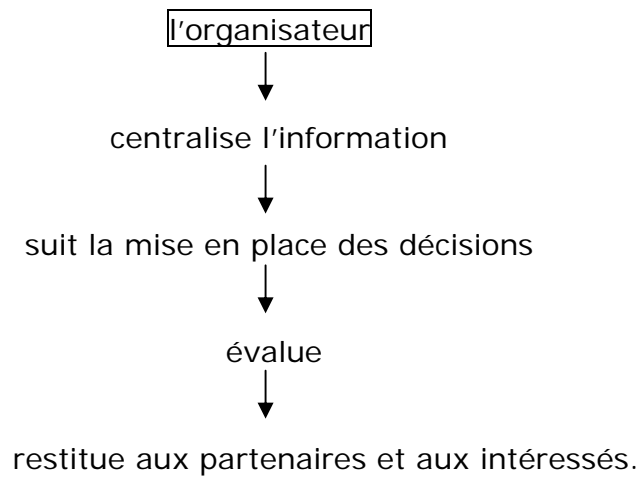 l'organisateur
centralise l'information
suit la mise en place des décisions
évalue
restitue aux partenaires et aux intéressés.